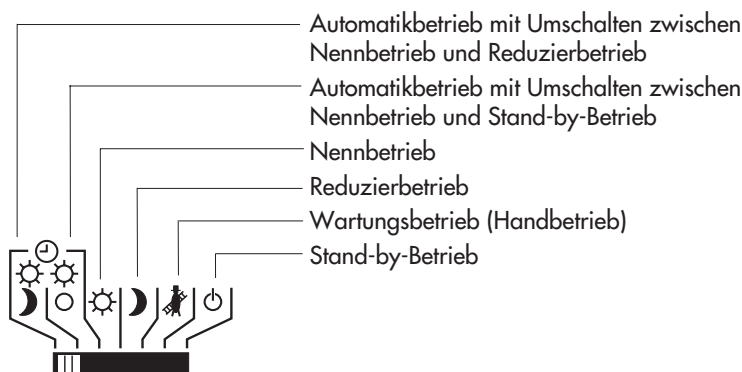 Automatikbetrieb mit Umschalten zwischen
Nennbetrieb und Reduzierbetrieb
Automatikbetrieb mit Umschalten zwischen
Nennbetrieb und Stand-by-Betrieb
Nennbetrieb
Reduzierbetrieb
Wartungsbetrieb (Handbetrieb)
Stand-by-Betrieb